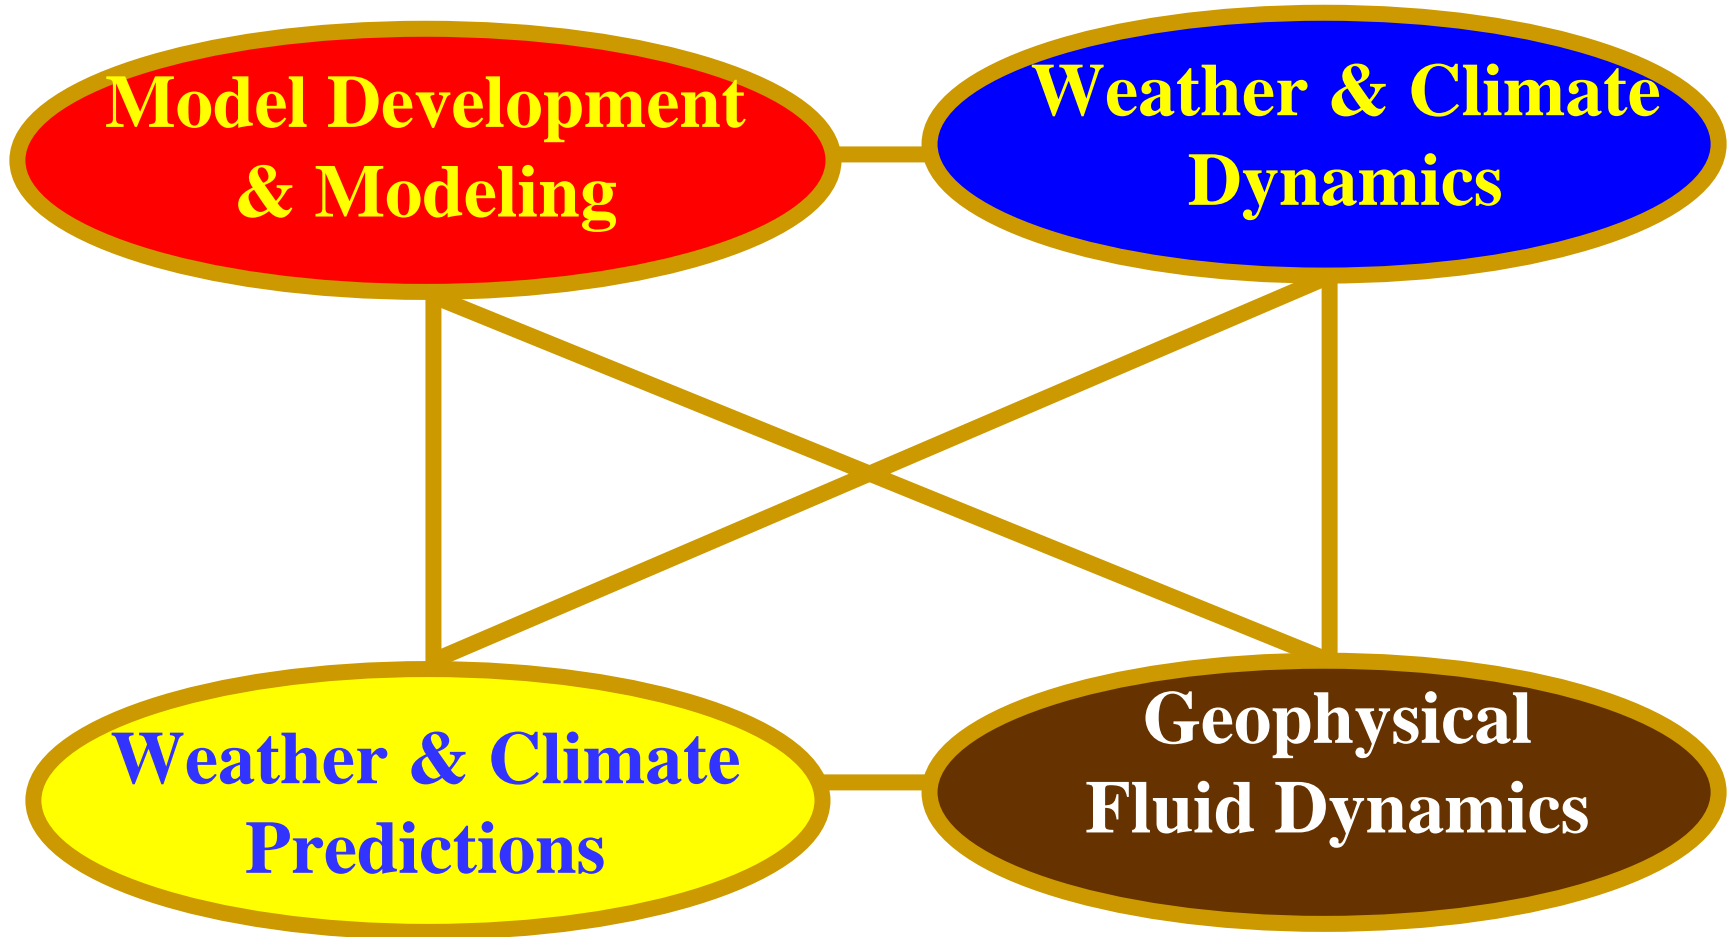 Model Development
& Modeling
Weather & Climate
Dynamics
Weather & Climate
Predictions
Geophysical
Fluid Dynamics